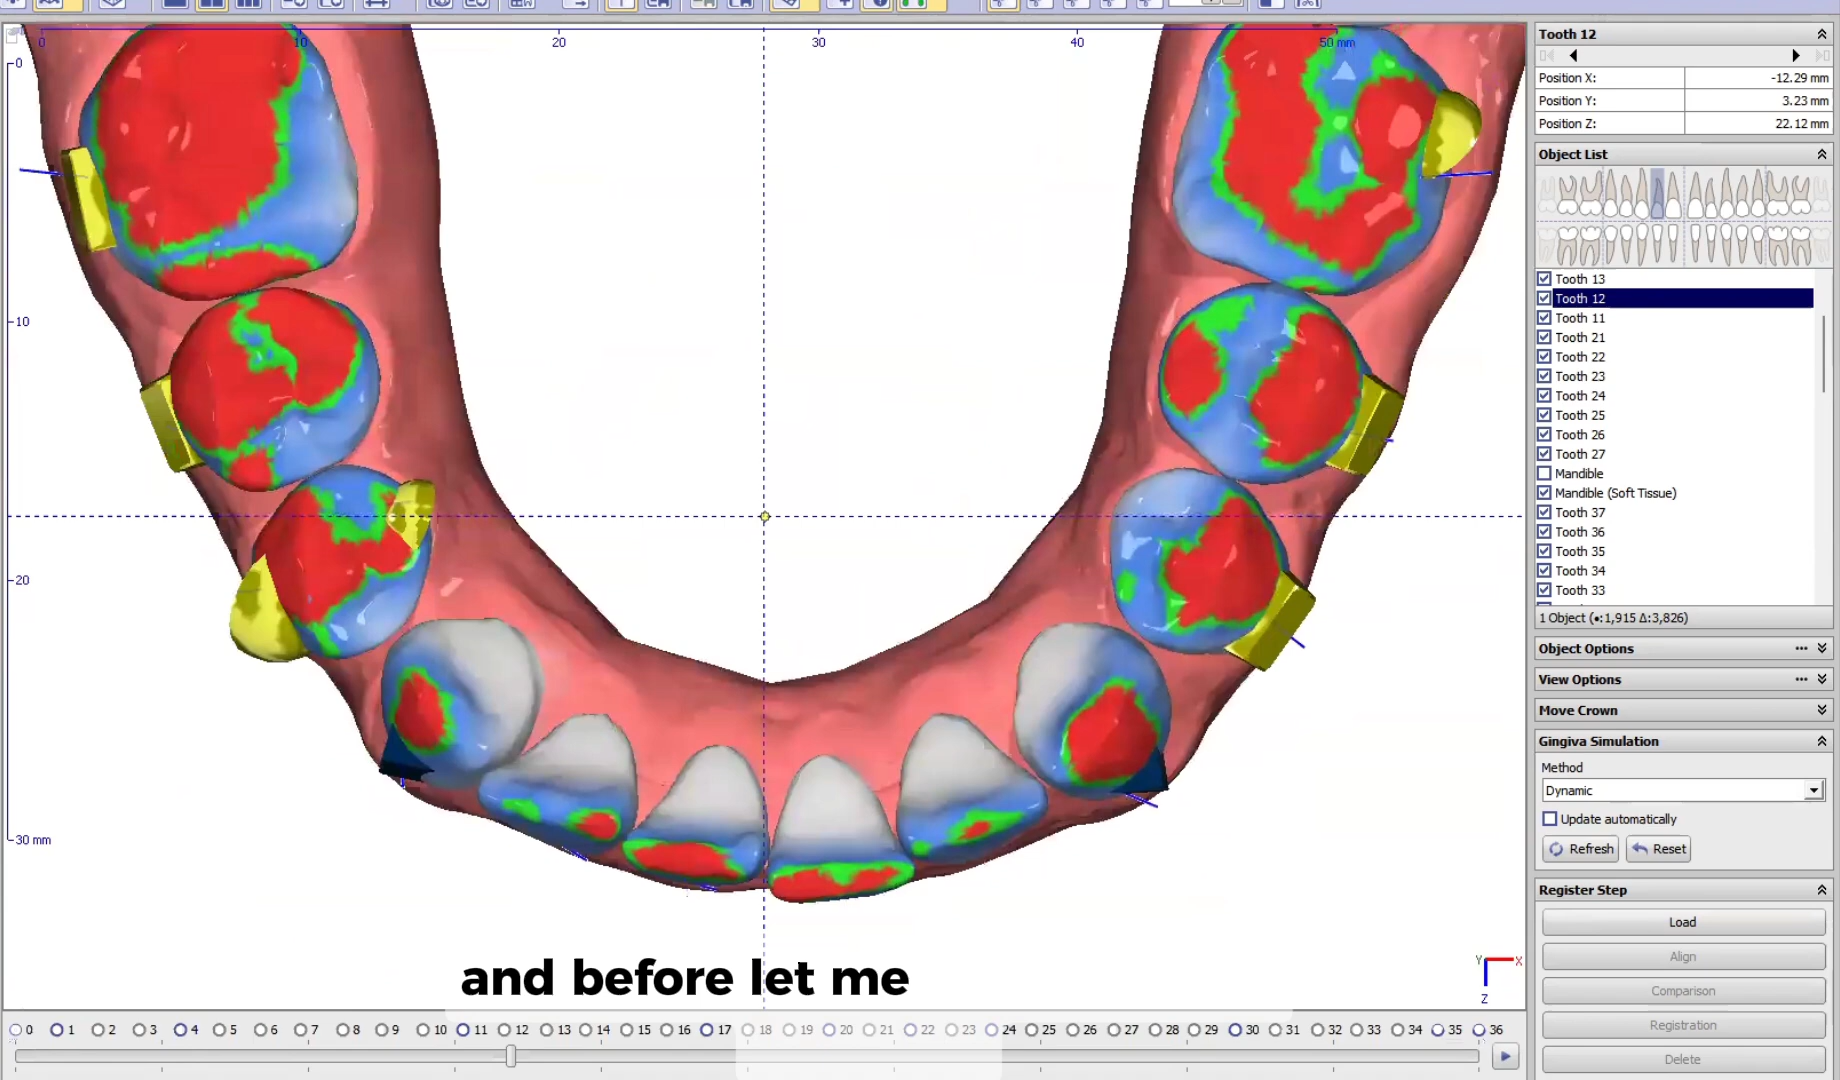 0
10
20
30
40
50 mm
0
10
20
30 mm
Y
X
Z
and before let me
0 1 2 3 4 5 6 7 8 9 10 11 12 13 14 15 16 17 18 19 20 21 22 23 24 25 26 27 28 29 30 31 32 33 34 35 36
Tooth 12
Position X: -12.29 mm
Position Y: 3.23 mm
Position Z: 22.12 mm
Object List
Tooth 13
Tooth 12
Tooth 11
Tooth 21
Tooth 22
Tooth 23
Tooth 24
Tooth 25
Tooth 26
Tooth 27
Mandible
Mandible (Soft Tissue)
Tooth 37
Tooth 36
Tooth 35
Tooth 34
Tooth 33
1 Object (•:1,915 Δ:3,826)
Object Options
View Options
Move Crown
Gingiva Simulation
Method
Dynamic
Update automatically
Refresh Reset
Register Step
Load
Align
Comparison
Registration
Delete